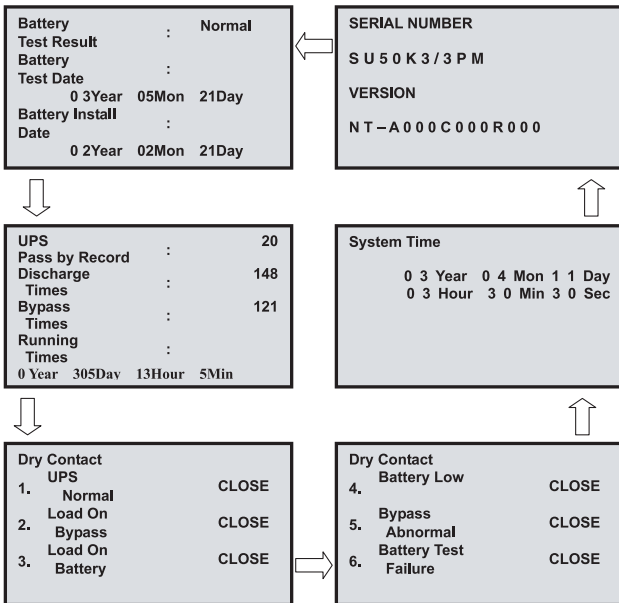 Battery : Normal
Test Result
Battery :
Test Date
0 3Year 05Mon 21Day
Battery Install :
Date
0 2Year 02Mon 21Day
SERIAL NUMBER
S U 5 0 K 3 / 3 P M
VERSION
N T – A 0 0 0 C 0 0 0 R 0 0 0
UPS : 20
Pass by Record
Discharge : 148
Times
Bypass : 121
Times
Running :
Times
0 Year 305Day 13Hour 5Min
System Time
0 3 Year 0 4 Mon 1 1 Day
0 3 Hour 3 0 Min 3 0 Sec
Dry Contact
1. UPS CLOSE
Normal
2. Load On CLOSE
Bypass
3. Load On CLOSE
Battery
Dry Contact
4. Battery Low CLOSE
5. Bypass CLOSE
Abnormal
6. Battery Test CLOSE
Failure